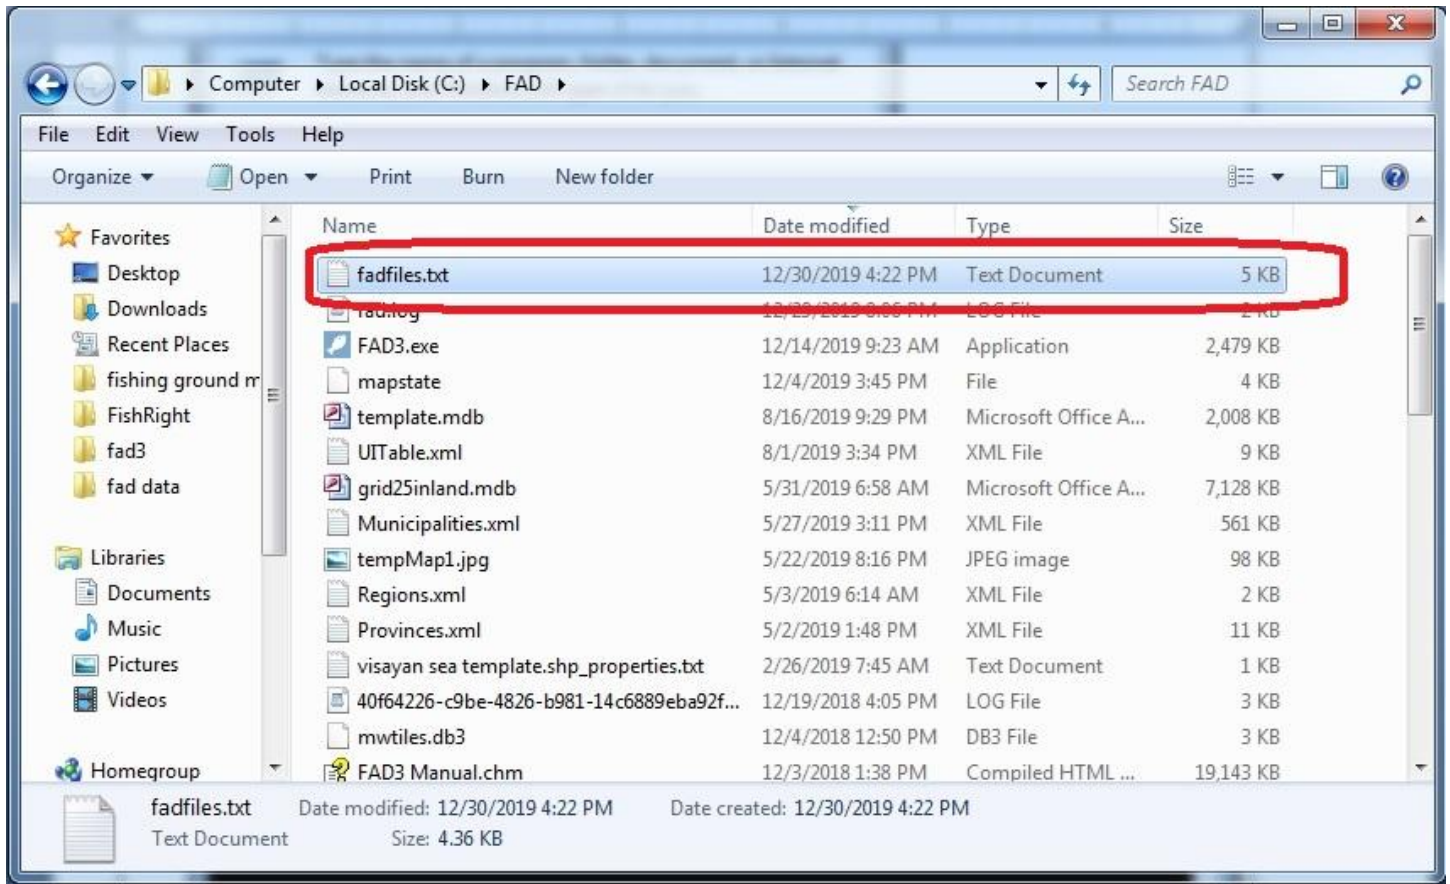 Computer Local Disk (C:) FAD Search FAD
File Edit View Tools Help
Organize Open Print Burn New folder
Name Date modified Type Size
Favorites
Desktop
Downloads
Recent Places
fishing ground m
FishRight
fad3
fad data
Libraries
Documents
Music
Pictures
Videos
Homegroup
fadfiles.txt 12/30/2019 4:22 PM Text Document 5 KB
fad.log 12/29/2019 8:06 PM LOG File 2 KB
FAD3.exe 12/14/2019 9:23 AM Application 2,479 KB
mapstate 12/4/2019 3:45 PM File 4 KB
template.mdb 8/16/2019 9:29 PM Microsoft Office A... 2,008 KB
UITable.xml 8/1/2019 3:34 PM XML File 9 KB
grid25inland.mdb 5/31/2019 6:58 AM Microsoft Office A... 7,128 KB
Municipalities.xml 5/27/2019 3:11 PM XML File 561 KB
tempMap1.jpg 5/22/2019 8:16 PM JPEG image 98 KB
Regions.xml 5/3/2019 6:14 AM XML File 2 KB
Provinces.xml 5/2/2019 1:48 PM XML File 11 KB
visayan sea template.shp_properties.txt 2/26/2019 7:45 AM Text Document 1 KB
40f64226-c9be-4826-b981-14c6889eba92f... 12/19/2018 4:05 PM LOG File 3 KB
mwtiles.db3 12/4/2018 12:50 PM DB3 File 3 KB
FAD3 Manual.chm 12/3/2018 1:38 PM Compiled HTML ... 19,143 KB
fadfiles.txt Date modified: 12/30/2019 4:22 PM Date created: 12/30/2019 4:22 PM
Text Document Size: 4.36 KB